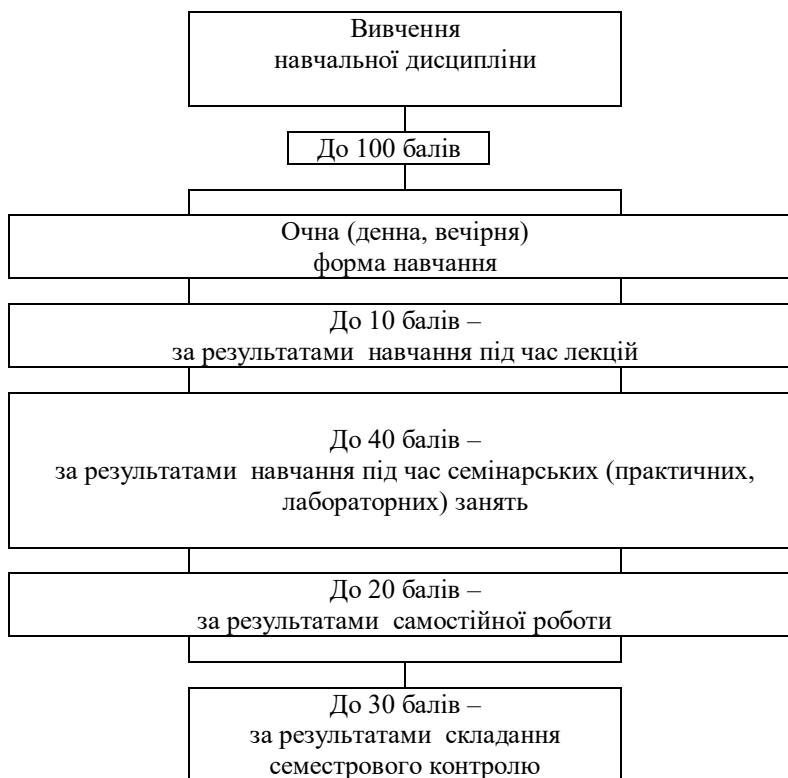 Вивчення
навчальної дисципліни
До 100 балів
Очна (денна, вечірня)
форма навчання
До 10 балів –
за результатами навчання під час лекцій
До 40 балів –
за результатами навчання під час семінарських (практичних,
лабораторних) занять
До 20 балів –
за результатами самостійної роботи
До 30 балів –
за результатами складання
семестрового контролю